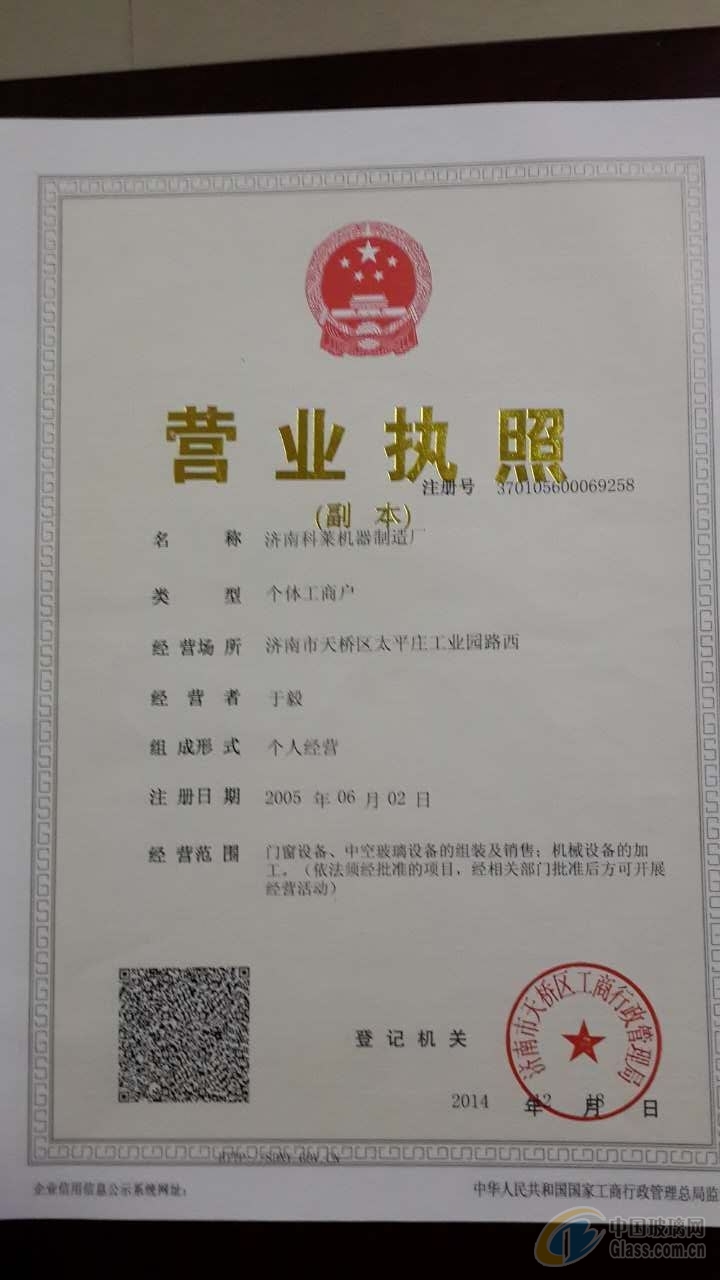 营业执照
注册号 370105600069258
(副 本)
名 称 济南科莱机器制造厂
类 型 个体工商户
经营场所 济南市天桥区太平庄工业园路西
经 营 者 于毅
组成形式 个人经营
注册日期 2005 年 06 月 02 日
经营范围 门窗设备、中空玻璃设备的组装及销售；机械设备的加
工。（依法须经批准的项目，经相关部门批准后方可开展
经营活动）
济南市天桥区工商行政管理局
登记机关
2014 年 12 月 18 日
企业信用信息公示系统网址：
中华人民共和国国家工商行政管理总局监
中国玻璃网
Glass.com.cn